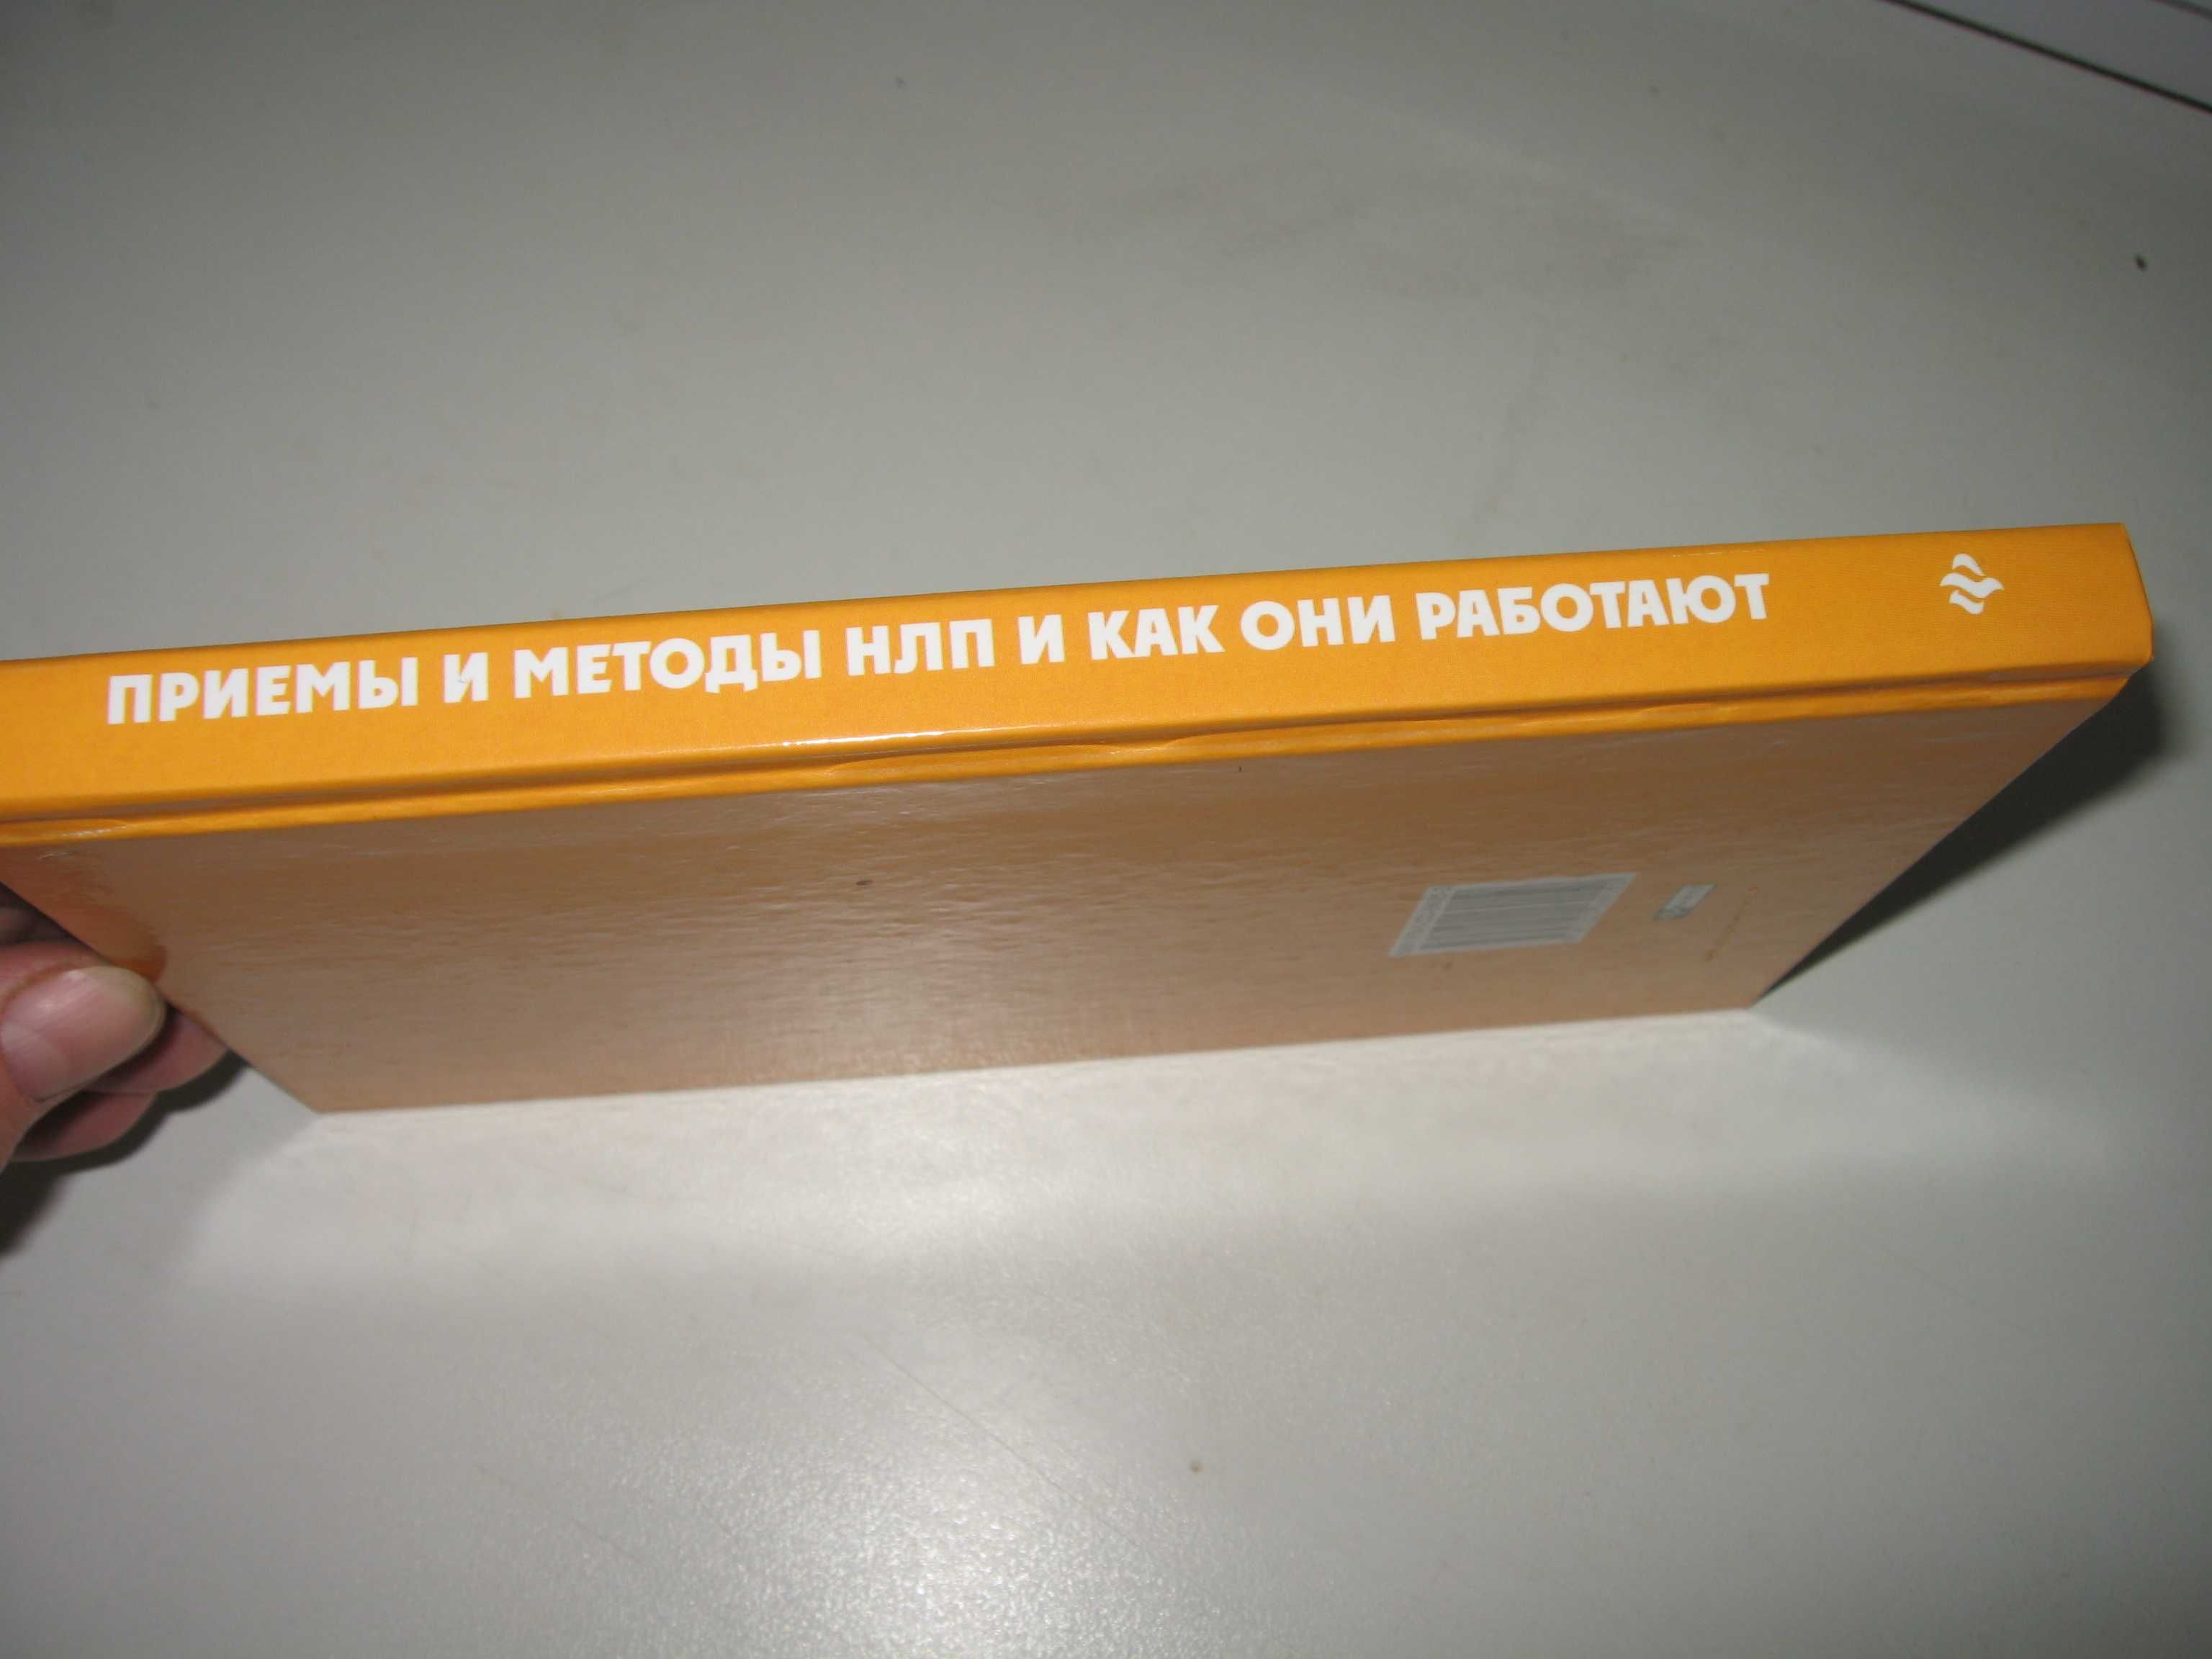 ПРИЕМЫ И МЕТОДЫ НЛП И КАК ОНИ РАБОТАЮТ